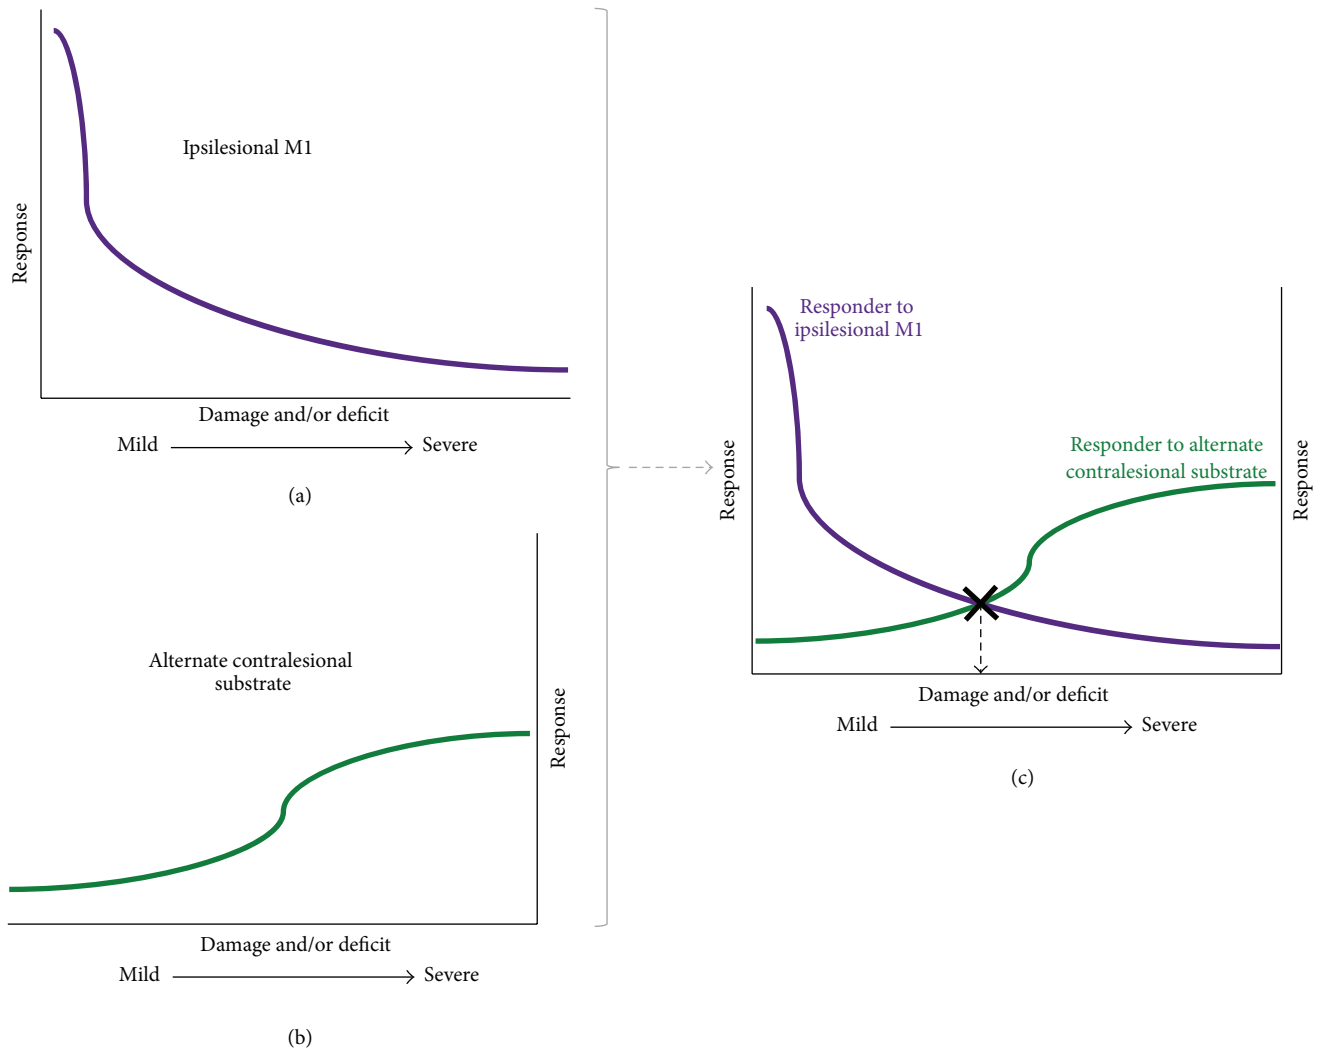 Ipsilesional M1
Response
Damage and/or deficit
Mild
Severe
(a)
Alternate contralesional
substrate
Response
Damage and/or deficit
Mild
Severe
(b)
Responder to
ipsilesional M1
Responder to alternate
contralesional substrate
Response
Response
Damage and/or deficit
Mild
Severe
(c)